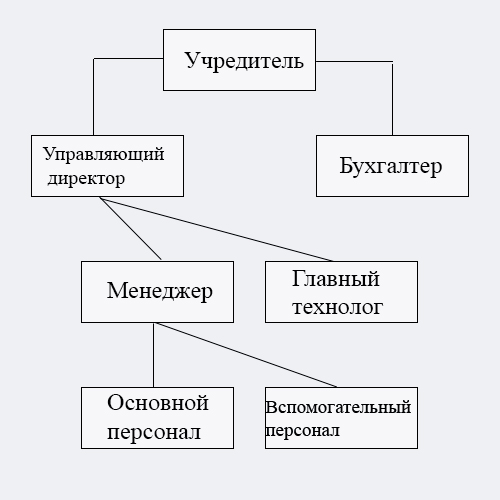 Учредитель
Управляющий
директор
Бухгалтер
Менеджер
Главный
технолог
Основной
персонал
Вспомогательный
персонал